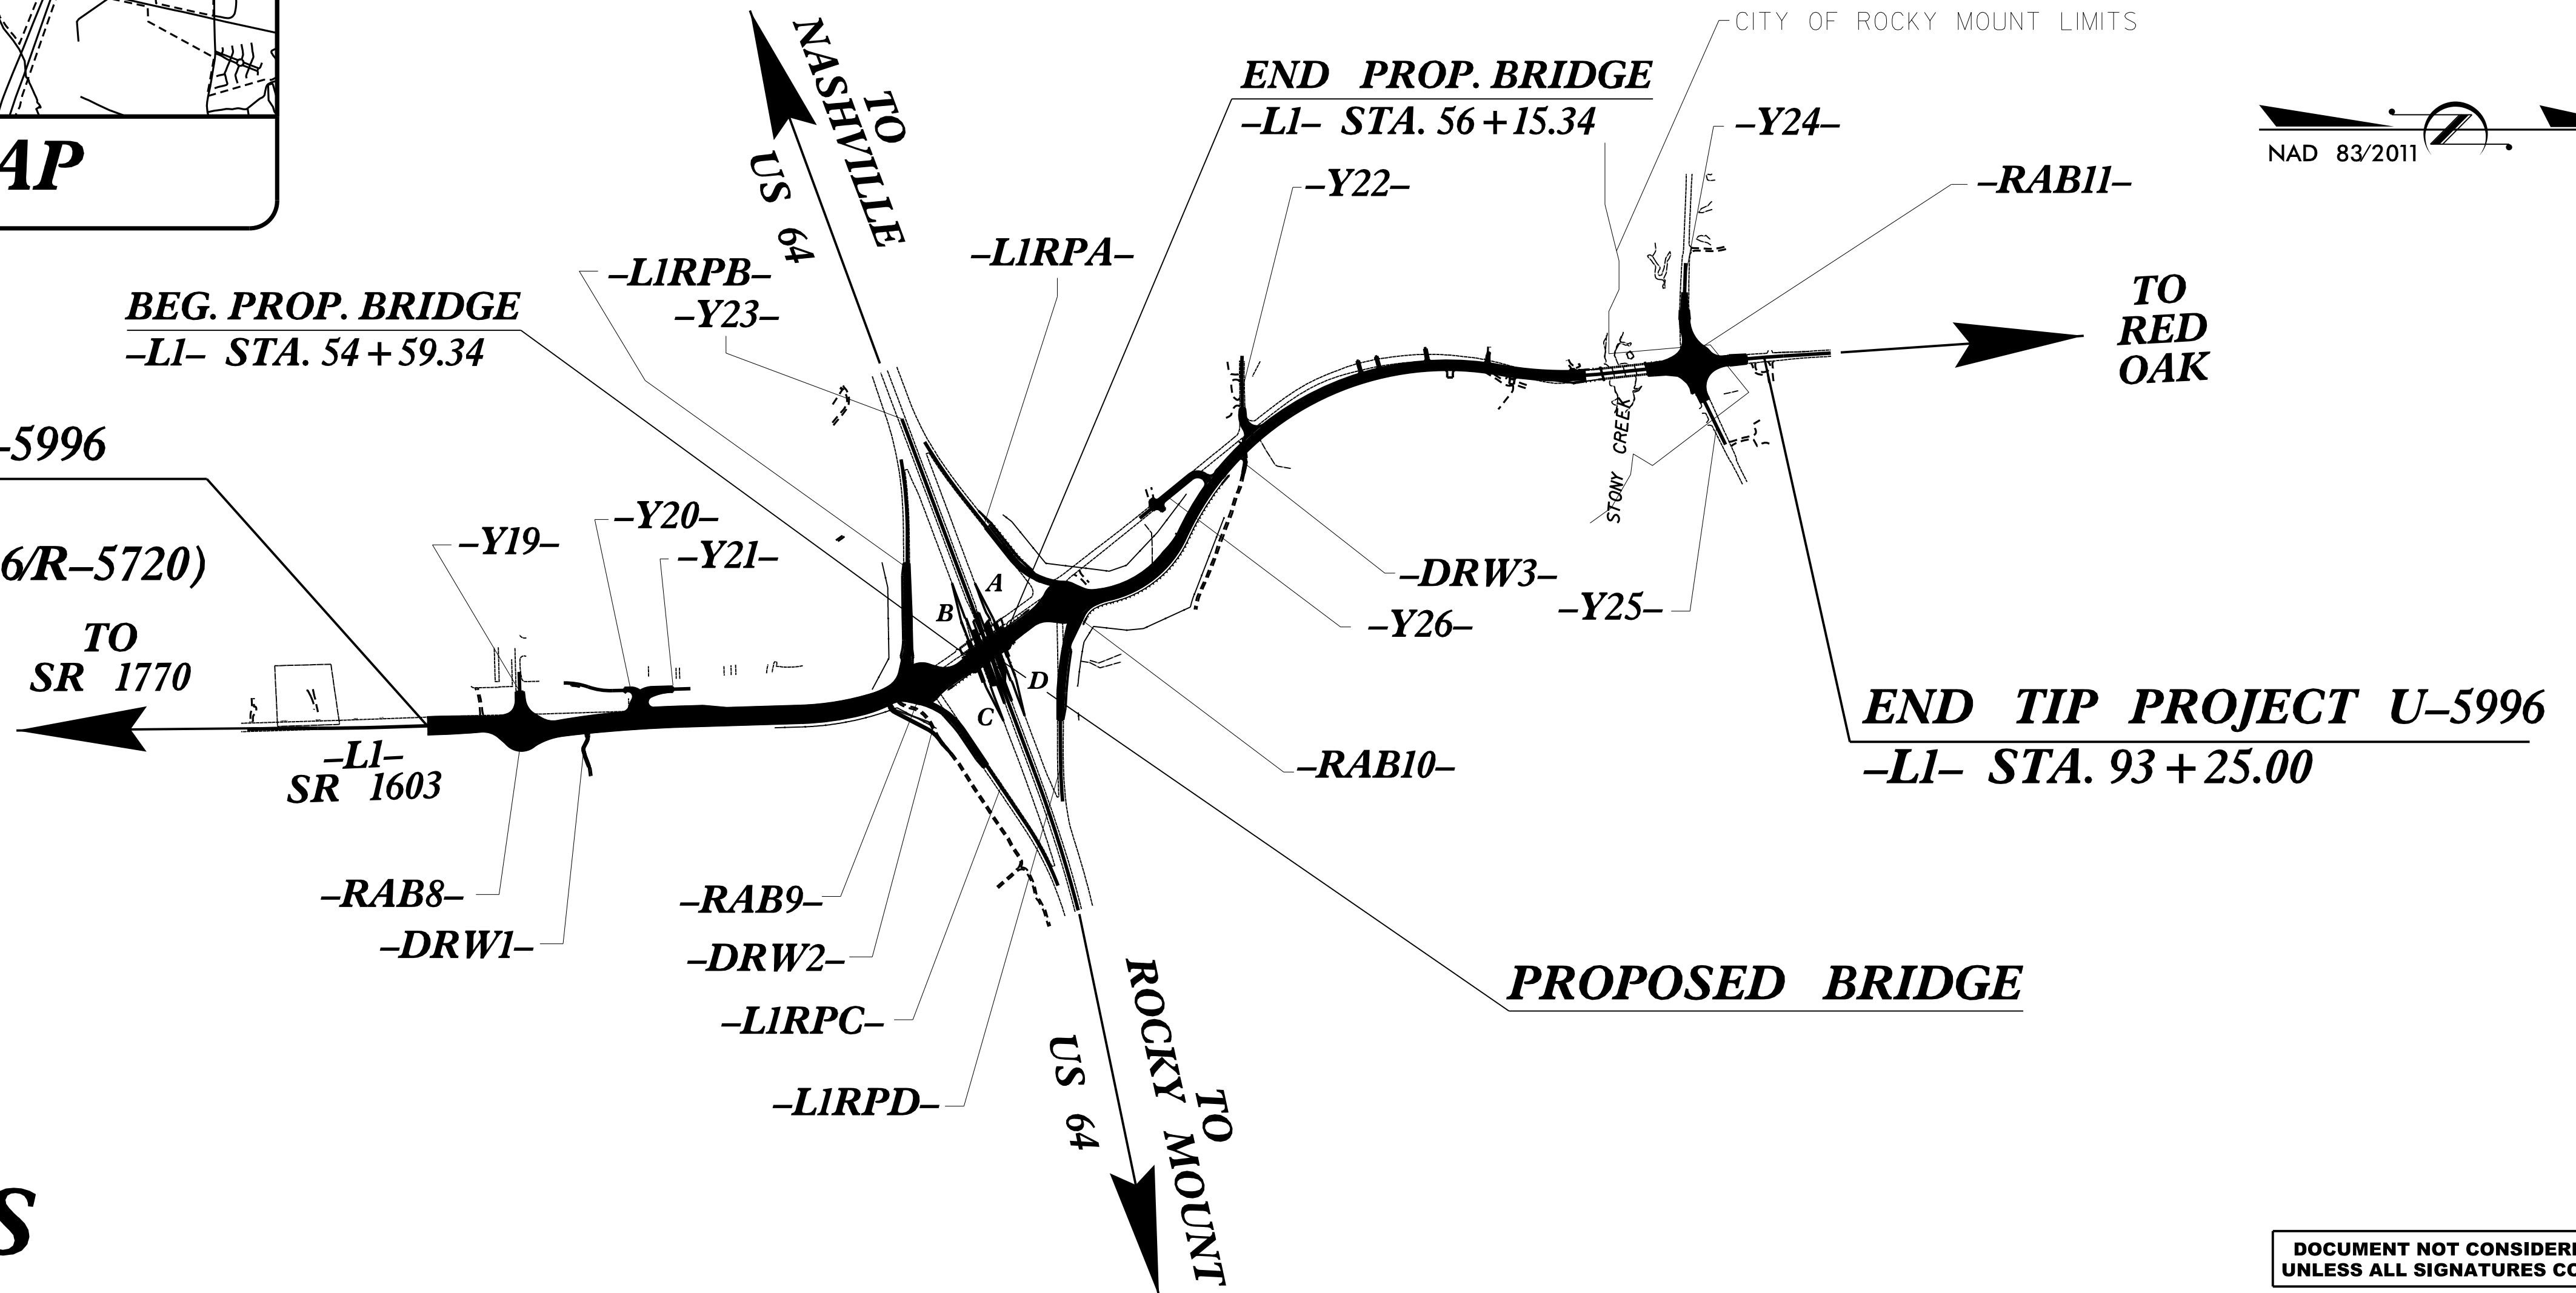 CITY OF ROCKY MOUNT LIMITS
END PROP. BRIDGE
–L1– STA. 56+15.34
–Y24–
NAD 83/2011
AP
TO
NASHVILLE
US 64
–Y22–
–RAB11–
–L1RPA–
–L1RPB–
–Y23–
BEG. PROP. BRIDGE
–L1– STA. 54+59.34
TO
RED
OAK
–5996
STONY CREEK
–Y20–
–Y19–
–Y21–
6/R–5720)
–DRW3–
–Y26–
–Y25–
A
B
C
D
TO
SR 1770
–L1–
SR 1603
END TIP PROJECT U–5996
–L1– STA. 93+25.00
–RAB10–
–RAB8–
–DRW1–
–RAB9–
–DRW2–
–L1RPC–
–L1RPD–
PROPOSED BRIDGE
TO
ROCKY MOUNT
US 64
S
DOCUMENT NOT CONSIDER
UNLESS ALL SIGNATURES CO